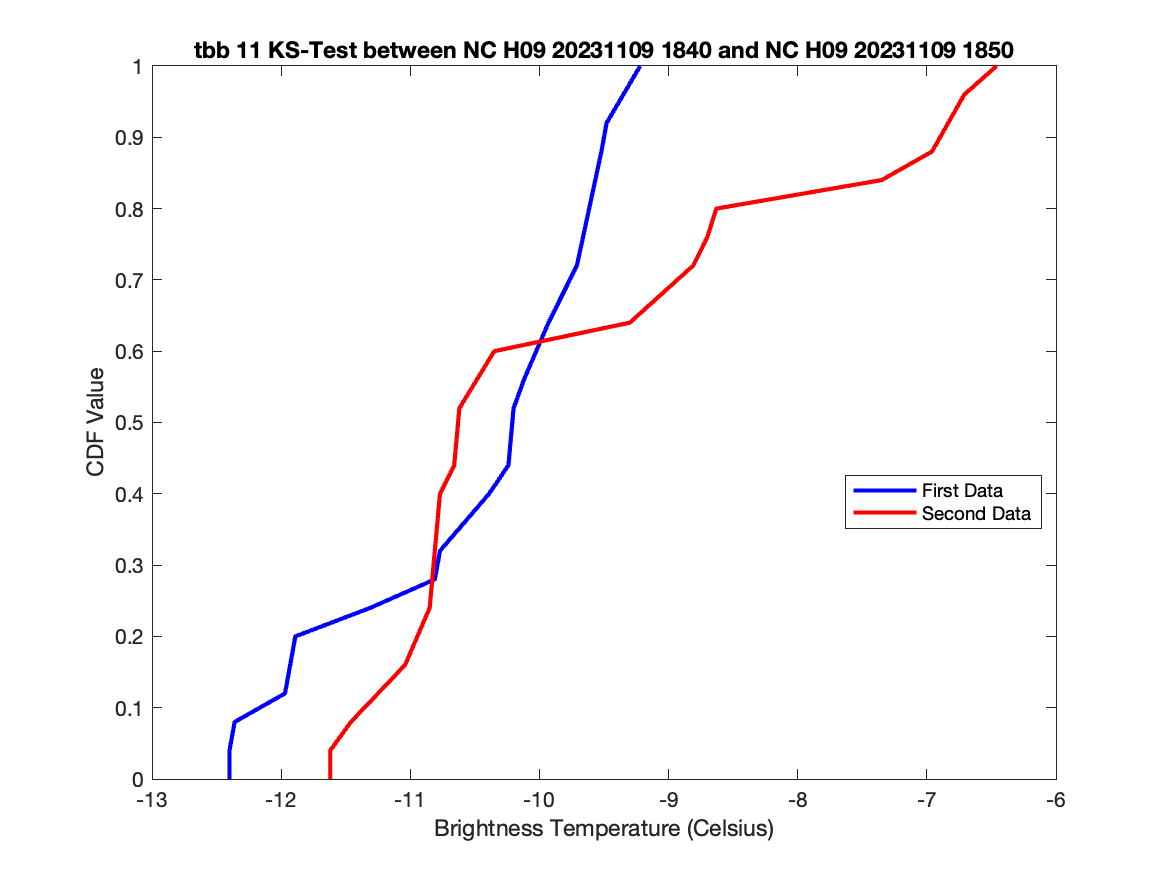 tbb 11 KS-Test between NC H09 20231109 1840 and NC H09 20231109 1850
1
0.9
0.8
0.7
0.6
0.5
0.4
0.3
0.2
0.1
0
CDF Value
First Data
Second Data
-13 -12 -11 -10 -9 -8 -7 -6
Brightness Temperature (Celsius)